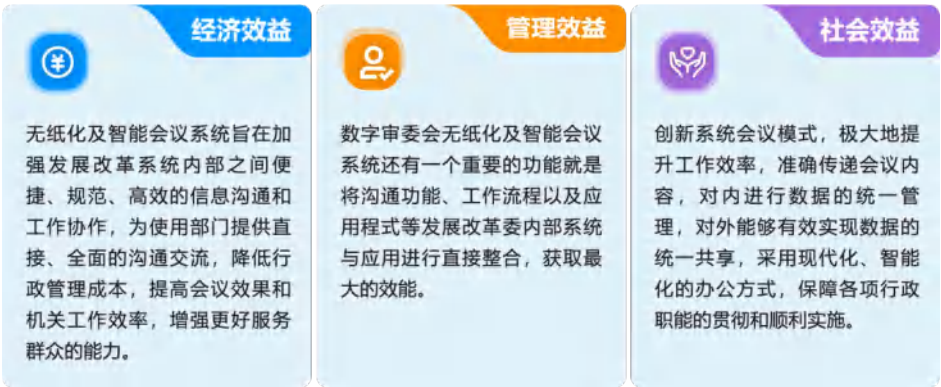 经济效益
无纸化及智能会议系统旨在加
强发展改革系统内部之间便
捷、规范、高效的信息沟通和
工作协作，为使用部门提供直
接、全面的沟通交流，降低行
政管理成本，提高会议效果和
机关工作效率，增强更好服务
群众的能力。
管理效益
数字审委会无纸化及智能会议
系统还有一个重要的功能就是
将沟通功能、工作流程以及应
用程式等发展改革委内部系统
与应用进行直接整合，获取最
大的效能。
社会效益
创新系统会议模式，极大地提
升工作效率，准确传递会议内
容，对内进行数据的统一管
理，对外能够有效实现数据的
统一共享，采用现代化、智能
化的办公方式，保障各项行政
职能的贯彻和顺利实施。